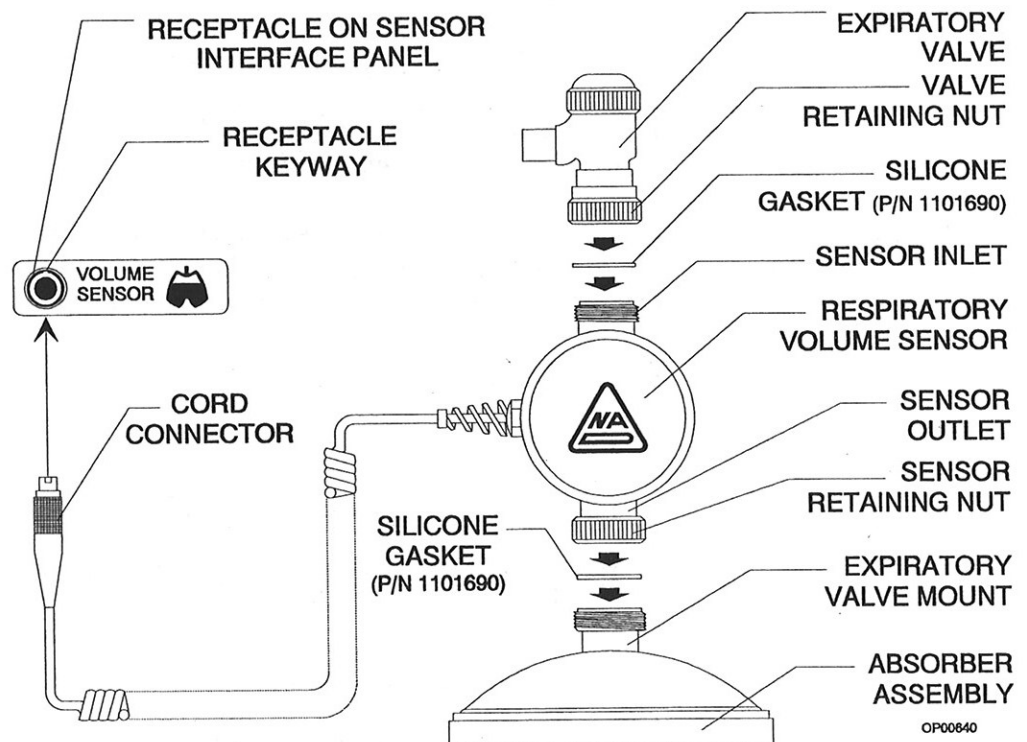 RECEPTACLE ON SENSOR
INTERFACE PANEL
RECEPTACLE
KEYWAY
VOLUME
SENSOR
CORD
CONNECTOR
SILICONE
GASKET
(P/N 1101690)
EXPIRATORY
VALVE
VALVE
RETAINING NUT
SILICONE
GASKET (P/N 1101690)
SENSOR INLET
RESPIRATORY
VOLUME SENSOR
NA
SENSOR
OUTLET
SENSOR
RETAINING NUT
EXPIRATORY
VALVE MOUNT
ABSORBER
ASSEMBLY
OP00640